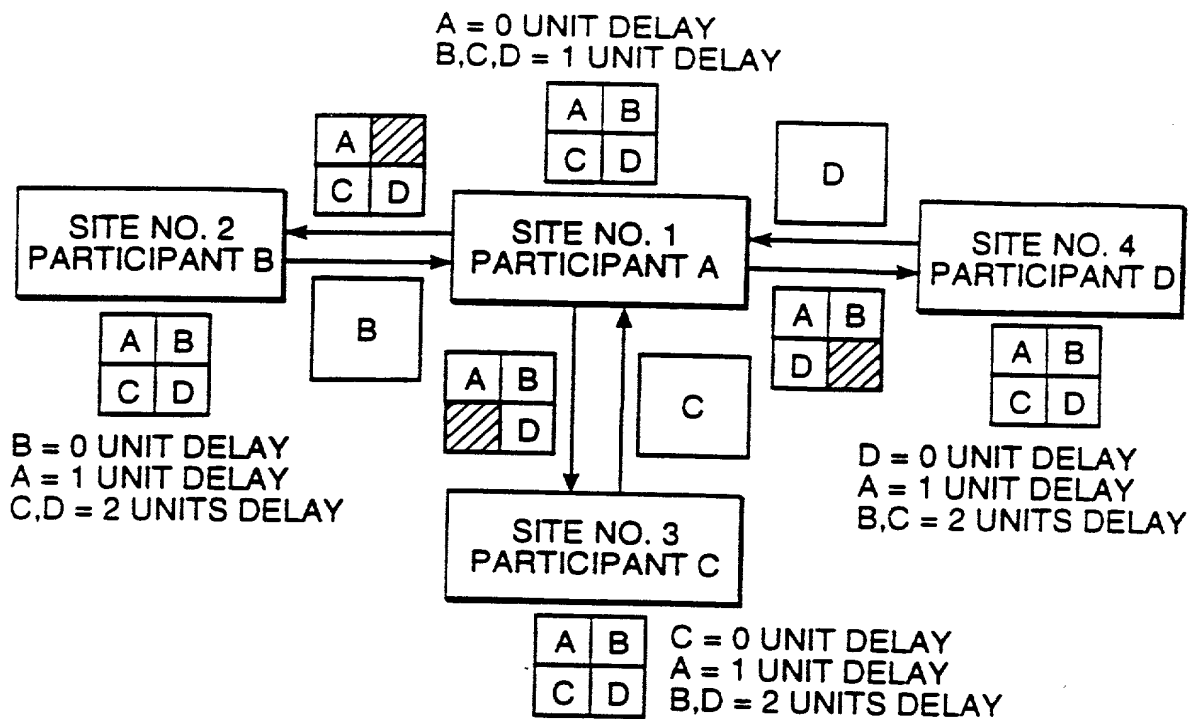 A = 0 UNIT DELAY
B,C,D = 1 UNIT DELAY
A B
C D
A
C D
D
SITE NO. 2
PARTICIPANT B
SITE NO. 1
PARTICIPANT A
SITE NO. 4
PARTICIPANT D
A B
C D
B
A B
D
C
A B
D
A B
C D
B = 0 UNIT DELAY
A = 1 UNIT DELAY
C,D = 2 UNITS DELAY
D = 0 UNIT DELAY
A = 1 UNIT DELAY
B,C = 2 UNITS DELAY
SITE NO. 3
PARTICIPANT C
A B
C D
C = 0 UNIT DELAY
A = 1 UNIT DELAY
B,D = 2 UNITS DELAY